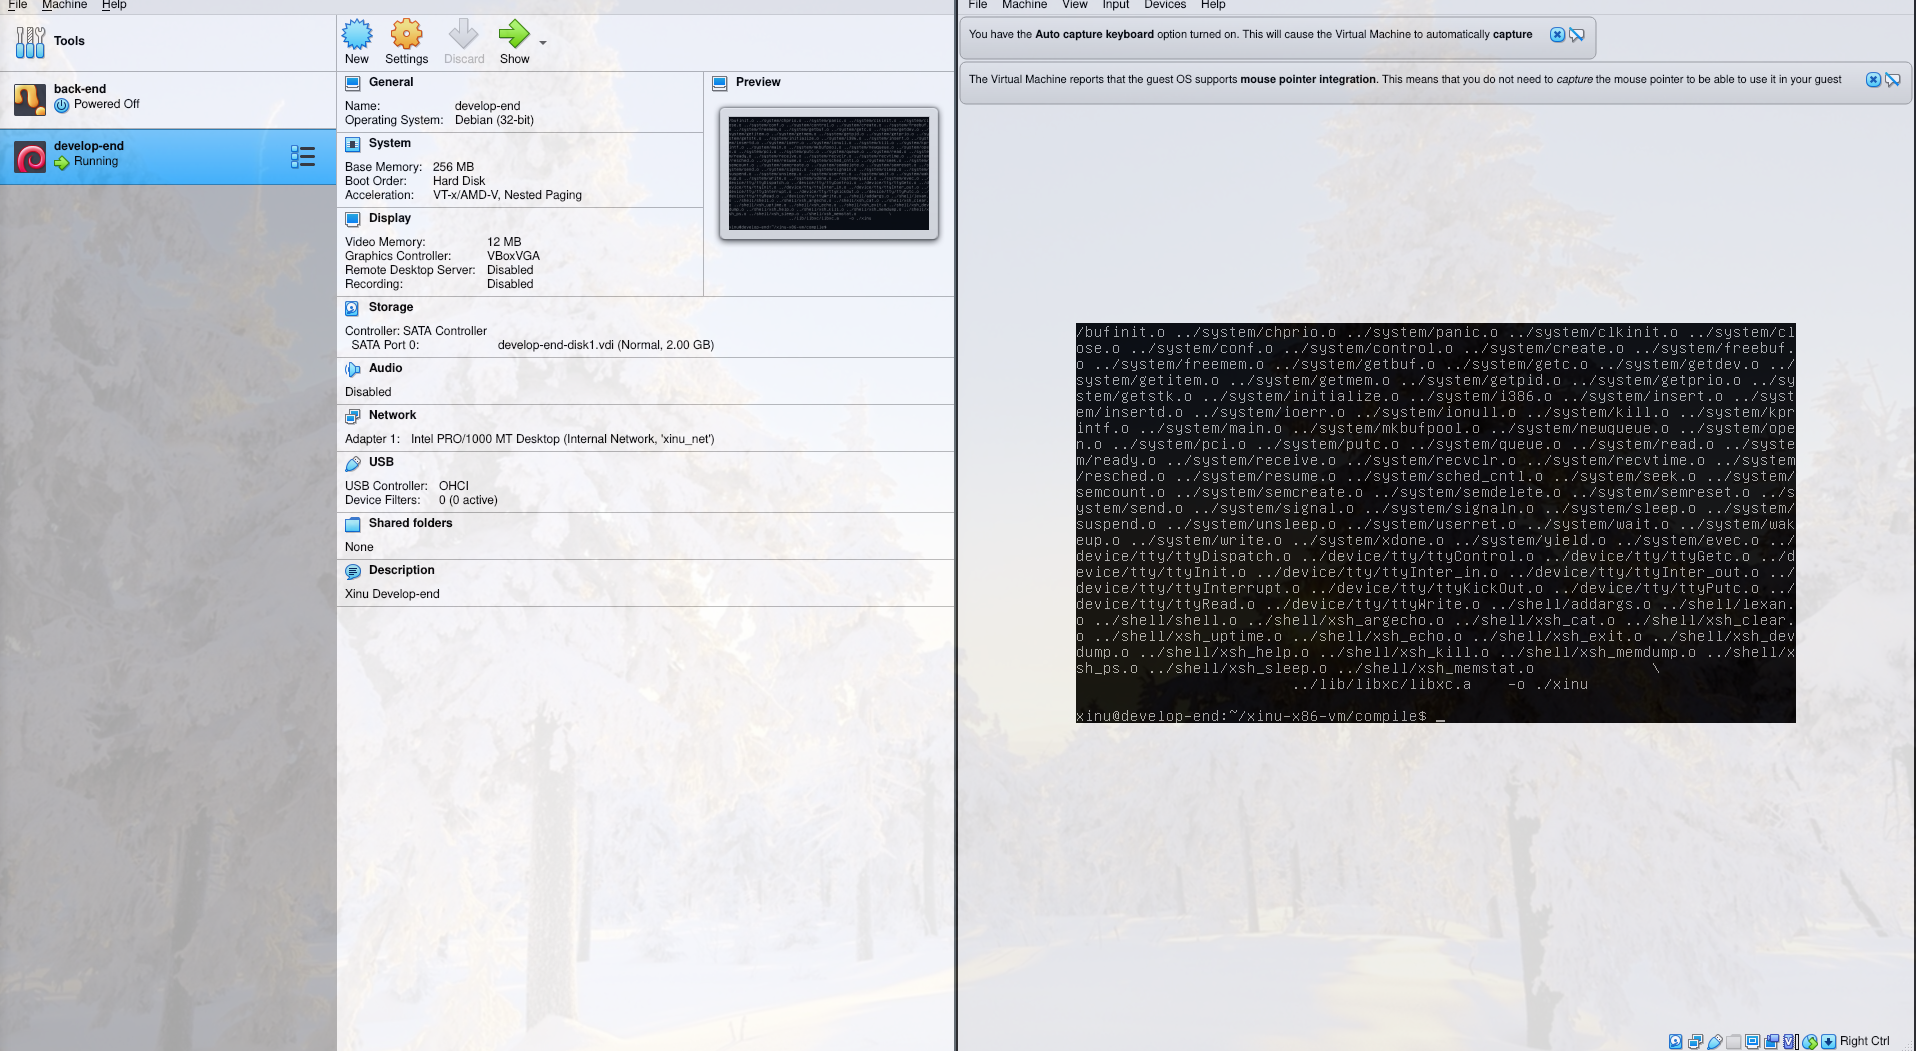 File Machine Help
Tools
back-end
Powered Off
develop-end
Running
New Settings Discard Show
General
Name: develop-end
Operating System: Debian (32-bit)
System
Base Memory: 256 MB
Boot Order: Hard Disk
Acceleration: VT-x/AMD-V, Nested Paging
Display
Video Memory: 12 MB
Graphics Controller: VBoxVGA
Remote Desktop Server: Disabled
Recording: Disabled
Preview
Storage
Controller: SATA Controller
SATA Port 0: develop-end-disk1.vdi (Normal, 2.00 GB)
Audio
Disabled
Network
Adapter 1: Intel PRO/1000 MT Desktop (Internal Network, 'xinu_net')
USB
USB Controller: OHCI
Device Filters: 0 (0 active)
Shared folders
None
Description
Xinu Develop-end
File Machine View Input Devices Help
You have the Auto capture keyboard option turned on. This will cause the Virtual Machine to automatically capture
The Virtual Machine reports that the guest OS supports mouse pointer integration. This means that you do not need to capture the mouse pointer to be able to use it in your guest
/bufinit.o ../system/chprio.o ../system/panic.o ../system/clkinit.o ../system/cl
ose.o ../system/conf.o ../system/control.o ../system/create.o ../system/freebuf.
o ../system/freemem.o ../system/getbuf.o ../system/getc.o ../system/getdev.o ../
system/getitem.o ../system/getmem.o ../system/getpid.o ../system/getprio.o ../sy
stem/getstk.o ../system/initialize.o ../system/i386.o ../system/insert.o ../syst
em/insertd.o ../system/ioerr.o ../system/ionull.o ../system/kill.o ../system/kpr
intf.o ../system/main.o ../system/mkbufpool.o ../system/newqueue.o ../system/ope
n.o ../system/pci.o ../system/putc.o ../system/queue.o ../system/read.o ../syste
m/ready.o ../system/receive.o ../system/recvclr.o ../system/recvtime.o ../system
/resched.o ../system/resume.o ../system/sched_cntl.o ../system/seek.o ../system/
semcount.o ../system/semcreate.o ../system/semdelete.o ../system/semreset.o ../s
ystem/send.o ../system/signal.o ../system/signaln.o ../system/sleep.o ../system/
suspend.o ../system/unsleep.o ../system/userret.o ../system/wait.o ../system/wak
eup.o ../system/write.o ../system/xdone.o ../system/yield.o ../system/evec.o ../
device/tty/ttyDispatch.o ../device/tty/ttyControl.o ../device/tty/ttyGetc.o ../d
evice/tty/ttyInit.o ../device/tty/ttyInter_in.o ../device/tty/ttyInter_out.o ../
device/tty/ttyInterrupt.o ../device/tty/ttyKickOut.o ../device/tty/ttyPutc.o ../
device/tty/ttyRead.o ../device/tty/ttyWrite.o ../shell/addargs.o ../shell/lexan.
o ../shell/shell.o ../shell/xsh_argecho.o ../shell/xsh_cat.o ../shell/xsh_clear.
o ../shell/xsh_uptime.o ../shell/xsh_echo.o ../shell/xsh_exit.o ../shell/xsh_dev
dump.o ../shell/xsh_help.o ../shell/xsh_kill.o ../shell/xsh_memdump.o ../shell/x
sh_ps.o ../shell/xsh_sleep.o ../shell/xsh_memstat.o \
../lib/libxc/libxc.a -o ./xinu
xinu@develop-end:~/xinu-x86-vm/compile$ _
Right Ctrl